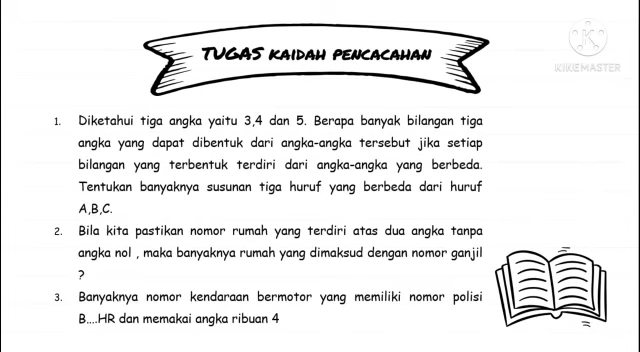 TUGAS KAIDAH PENCACAHAN
KINEMASTER
1. Diketahui tiga angka yaitu 3,4 dan 5. Berapa banyak bilangan tiga
angka yang dapat dibentuk dari angka-angka tersebut jika setiap
bilangan yang terbentuk terdiri dari angka-angka yang berbeda.
Tentukan banyaknya susunan tiga huruf yang berbeda dari huruf
A,B,C.
2. Bila kita pastikan nomor rumah yang terdiri atas dua angka tanpa
angka nol , maka banyaknya rumah yang dimaksud dengan nomor ganjil
?
3. Banyaknya nomor kendaraan bermotor yang memiliki nomor polisi
B....HR dan memakai angka ribuan 4